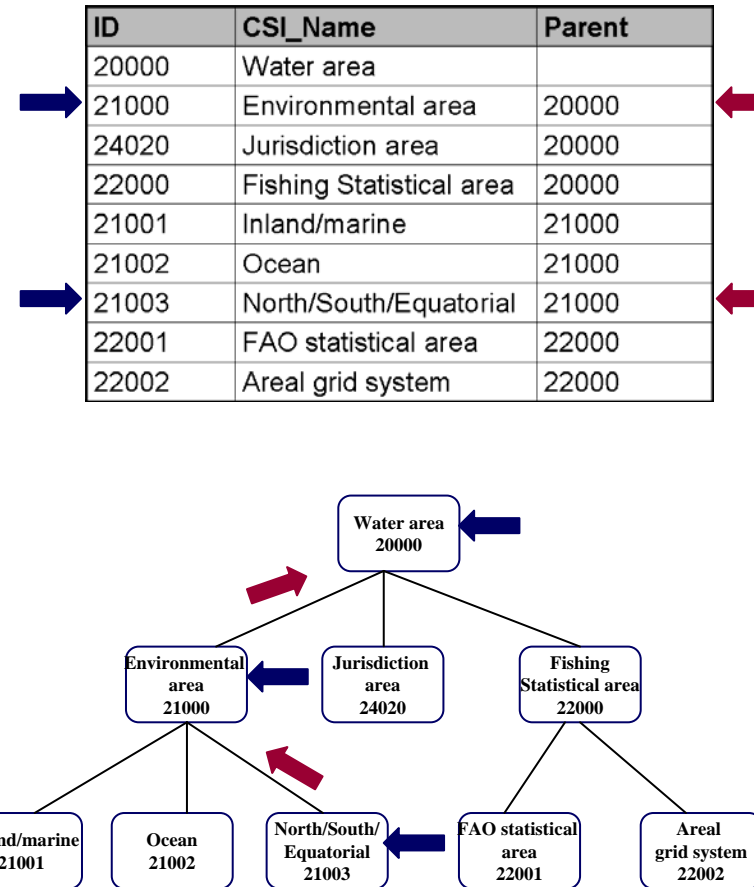 ID CSI_Name Parent
20000 Water area
21000 Environmental area 20000
24020 Jurisdiction area 20000
22000 Fishing Statistical area 20000
21001 Inland/marine 21000
21002 Ocean 21000
21003 North/South/Equatorial 21000
22001 FAO statistical area 22000
22002 Areal grid system 22000
Water area
20000
Environmental
area
21000
Jurisdiction
area
24020
Fishing
Statistical area
22000
nd/marine
21001
Ocean
21002
North/South/
Equatorial
21003
FAO statistical
area
22001
Areal
grid system
22002